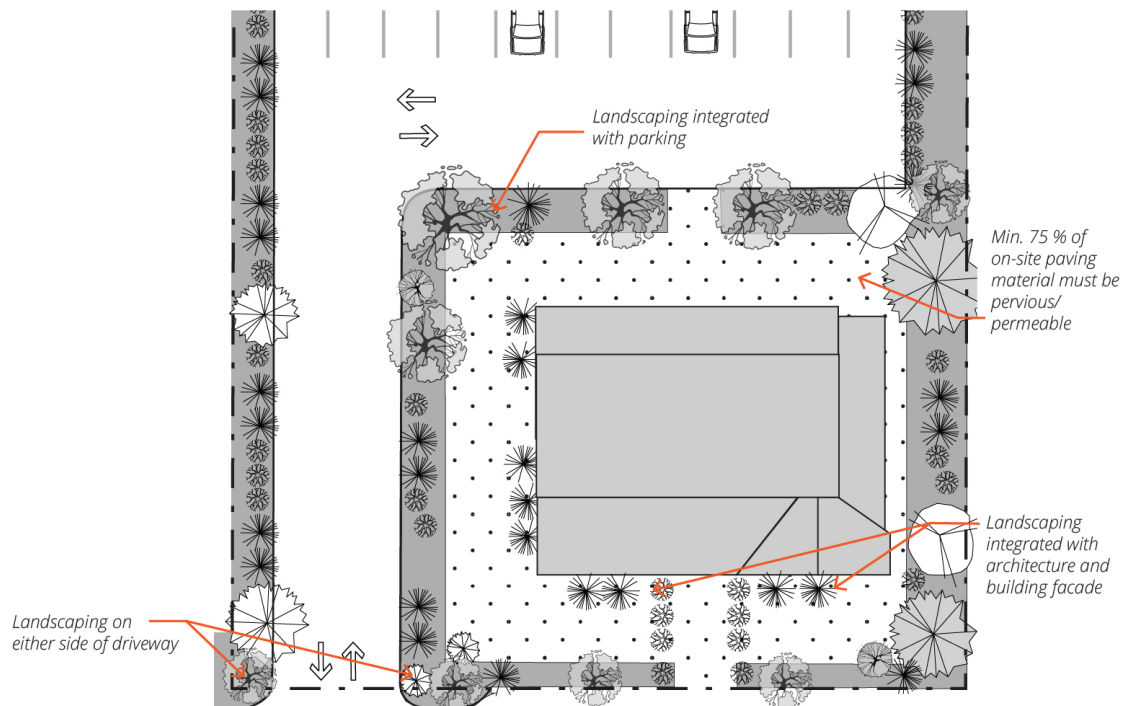 Landscaping integrated
with parking
Min. 75 % of
on-site paving
material must be
pervious/
permeable
Landscaping
integrated with
architecture and
building facade
Landscaping on
either side of driveway